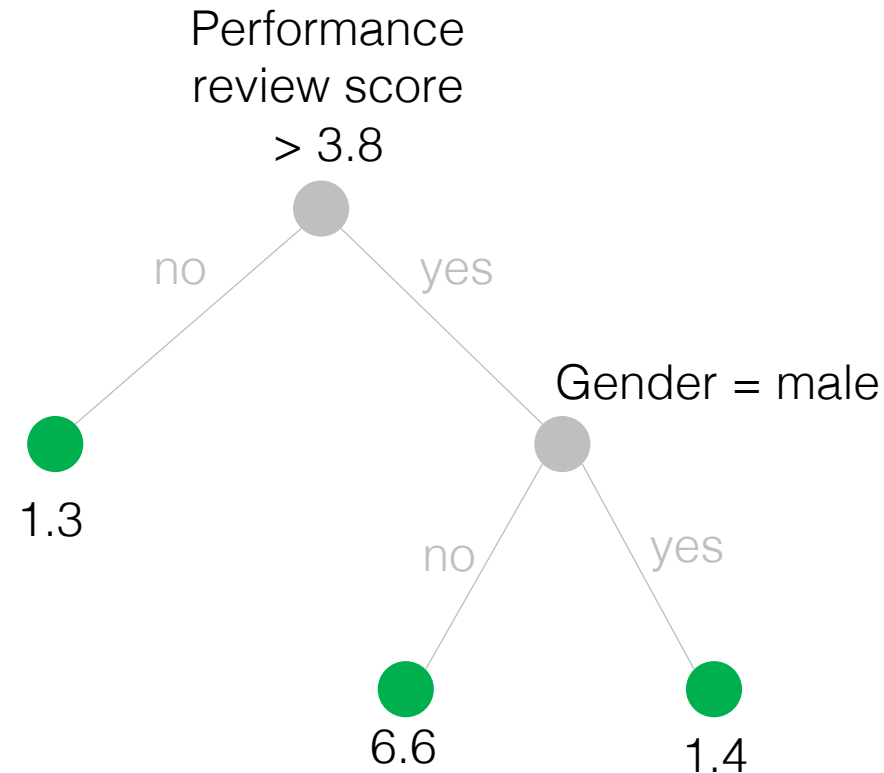 Performance
review score
> 3.8
no
yes
Gender = male
1.3
no
yes
6.6
1.4